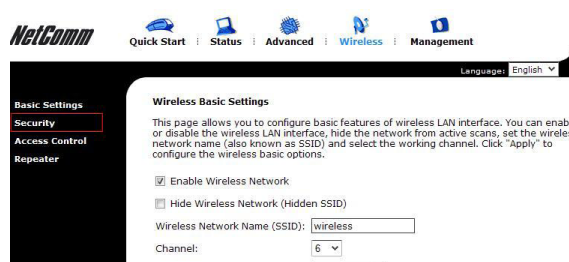 NetComm
Quick Start : Status : Advanced : Wireless : Management
Language: English
Basic Settings
Security
Access Control
Repeater
Wireless Basic Settings
This page allows you to configure basic features of wireless LAN interface. You can enab
or disable the wireless LAN interface, hide the network from active scans, set the wirele
network name (also known as SSID) and select the working channel. Click "Apply" to
configure the wireless basic options.
Enable Wireless Network
Hide Wireless Network (Hidden SSID)
Wireless Network Name (SSID): wireless
Channel: 6